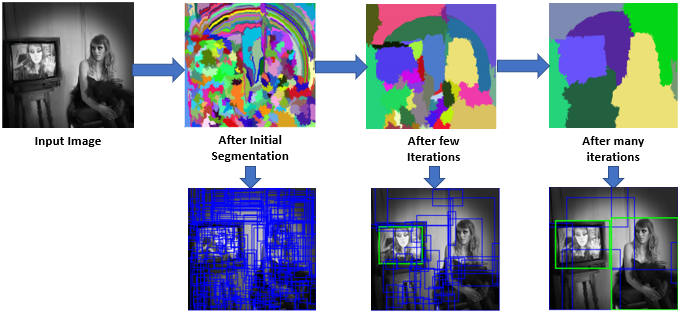 Input Image
After Initial
Segmentation
After few
Iterations
After many
iterations